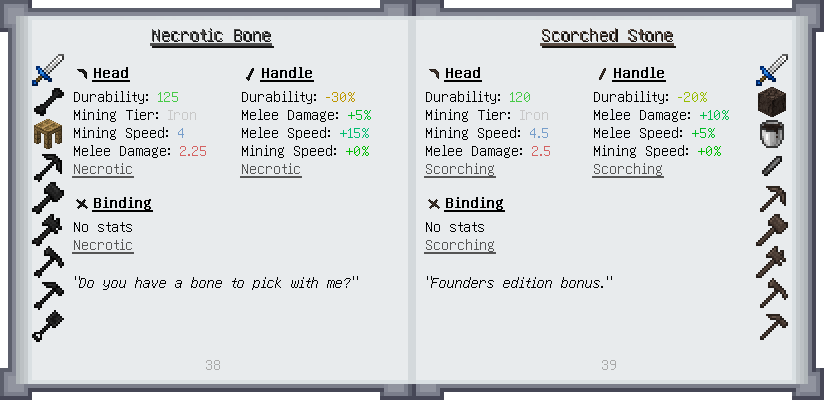 Necrotic Bone
Head
Durability: 125
Mining Tier: Iron
Mining Speed: 4
Melee Damage: 2.25
Necrotic
Handle
Durability: -30%
Melee Damage: +5%
Melee Speed: +15%
Mining Speed: +0%
Necrotic
Binding
No stats
Necrotic
"Do you have a bone to pick with me?"
38
Scorched Stone
Head
Durability: 120
Mining Tier: Iron
Mining Speed: 4.5
Melee Damage: 2.5
Scorching
Handle
Durability: -20%
Melee Damage: +10%
Melee Speed: +5%
Mining Speed: +0%
Scorching
Binding
No stats
Scorching
"Founders edition bonus."
39